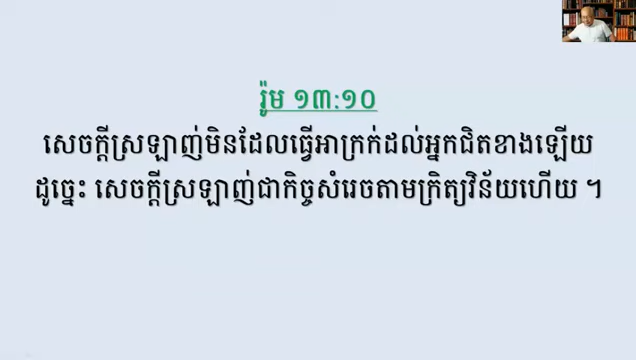 រ៉ូម ១៣:១០
សេចក្ដីស្រឡាញ់មិនដែលធ្វើអាក្រក់ដល់អ្នកជិតខាងឡើយ
ដូច្នេះ សេចក្ដីស្រឡាញ់ជាកិច្ចសំរេចតាមក្រិត្យវិន័យហើយ ។